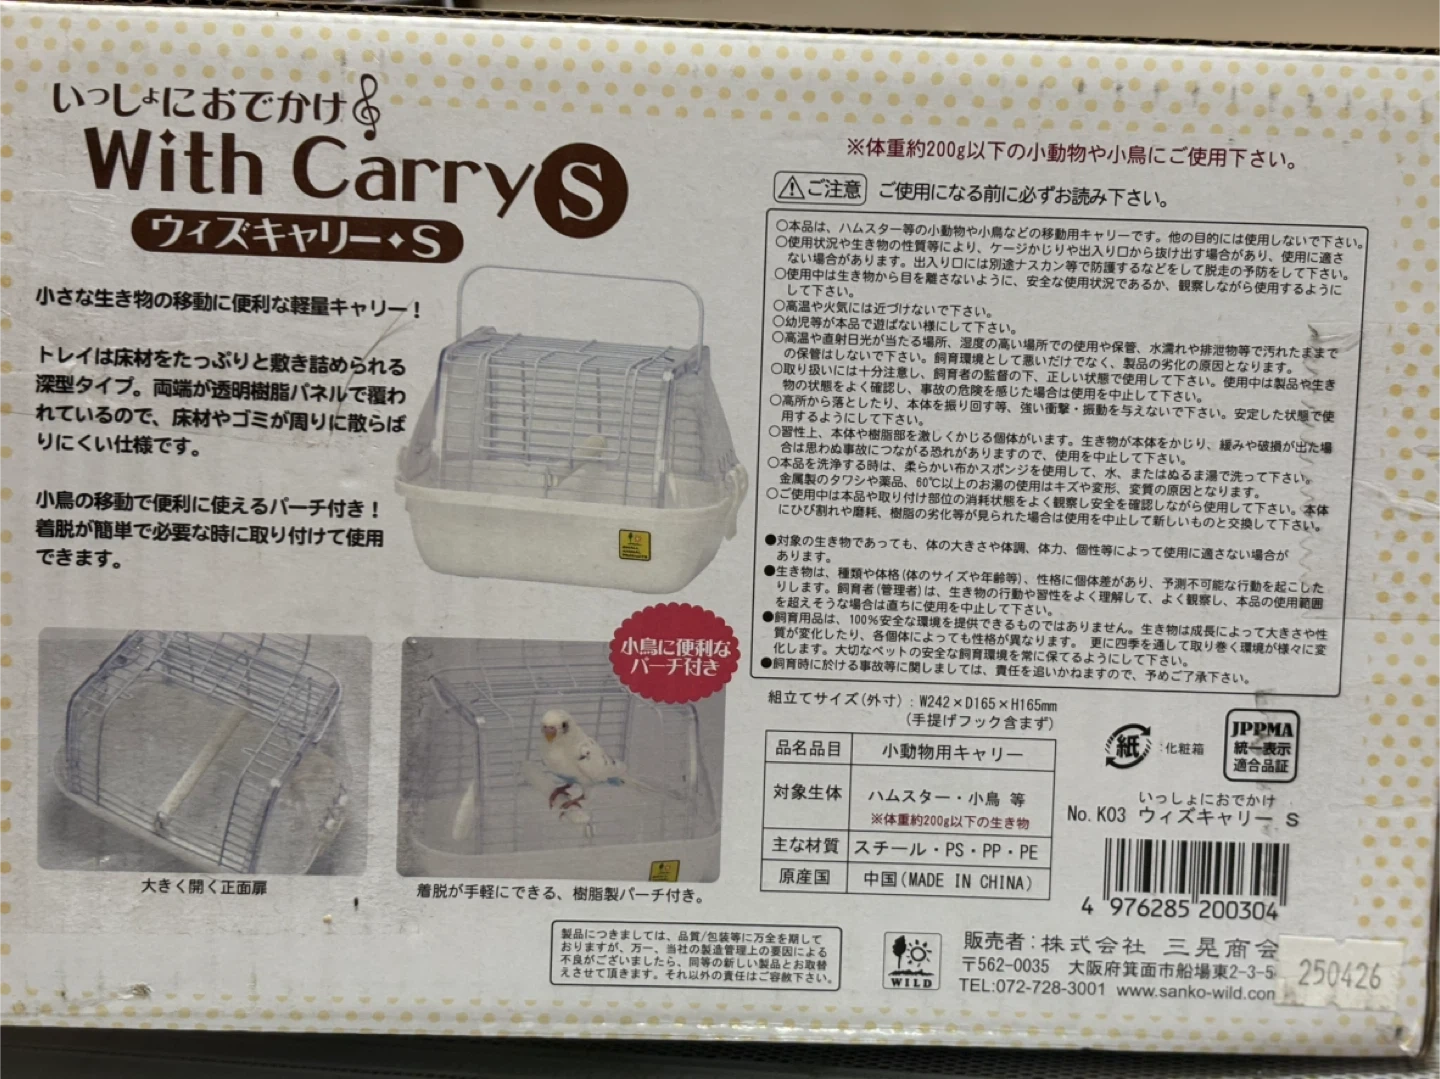 いっしょにおでかけ
With Carry S
ウィズキャリー・S
小さな生き物の移動に便利な軽量キャリー！
トレイは床材をたっぷりと敷き詰められる
深型タイプ。両端が透明樹脂パネルで覆わ
れているので、床材やゴミが周りに散らば
りにくい仕様です。
小鳥の移動で便利に使えるパーチ付き！
着脱が簡単で必要な時に取り付けて使用
できます。
小鳥に便利な
パーチ付き
大きく開く正面扉
着脱が手軽にできる、樹脂製パーチ付き。
※体重約200g以下の小動物や小鳥にご使用下さい。
ご注意 ご使用になる前に必ずお読み下さい。
○本品は、ハムスター等の小動物や小鳥などの移動用キャリーです。他の目的には使用しないで下さい。
○使用状況や生き物の性質等により、ケージかじりや出入り口から抜け出す場合があり、使用に適さ
ない場合があります。出入り口には別途ナスカン等で防護するなどをして脱走の予防をして下さい。
○使用中は生き物から目を離さないように、安全な使用状況であるか、観察しながら使用するように
して下さい。
○高温や火気には近づけないで下さい。
○幼児等が本品で遊ばない様にして下さい。
○高温や直射日光が当たる場所、湿度の高い場所での使用や保管、水濡れや排泄物等で汚れたままで
の保管はしないで下さい。飼育環境として悪いだけでなく、製品の劣化の原因となります。
○取り扱いには十分注意し、飼育者の監督の下、正しい状態で使用して下さい。使用中は製品や生き
物の状態をよく確認し、事故の危険を感じた場合は使用を中止して下さい。
○高所から落としたり、本体を振り回す等、強い衝撃・振動を与えないで下さい。安定した状態で使
用するようにして下さい。
○習性上、本体や樹脂部を激しくかじる個体がいます。生き物が本体をかじり、緩みや破損が出た場
合は思わぬ事故につながる恐れがありますので、使用を中止して下さい。
○本品を洗浄する時は、柔らかい布かスポンジを使用して、水、またはぬるま湯で洗って下さい。
金属製のタワシや薬品、60℃以上のお湯の使用はキズや変形、変質の原因となります。
○ご使用中は本品や取り付け部位の消耗状態をよく観察し安全を確認しながら使用して下さい。本体
にひび割れや磨耗、樹脂の劣化等が見られた場合は使用を中止して新しいものと交換して下さい。
●対象の生き物であっても、体の大きさや体調、体力、個性等によって使用に適さない場合が
あります。
●生き物は、種類や体格(体のサイズや年齢等)、性格に個体差があり、予測不可能な行動を起こした
りします。飼育者(管理者)は、生き物の行動や習性をよく理解して、よく観察し、本品の使用範囲
を超えそうな場合は直ちに使用を中止して下さい。
●飼育用品は、100%安全な環境を提供できるものではありません。生き物は成長によって大きさや性
質が変化したり、各個体によっても性格が異なります。 更に四季を通して取り巻く環境が様々に変
化します。大切なペットの安全な飼育環境を常に保てるようにして下さい。
●飼育時に於ける事故等に関しましては、責任を追いかねますので、予めご了承下さい。
組立てサイズ(外寸)：W242×D165×H165mm
(手提げフック含まず)
品名品目 小動物用キャリー
対象生体 ハムスター・小鳥 等
※体重約200g以下の生き物
主な材質 スチール・PS・PP・PE
原産国 中国(MADE IN CHINA)
紙 ：化粧箱
JPPMA
統一表示
適合品証
いっしょにおでかけ
No. K03 ウィズキャリー S
4 976285 200304
製品につきましては、品質/包装等に万全を期して
おりますが、万一、当社の製造管理上の要因による
不良がございましたら、同等の新しい製品とお取替
えさせて頂きます。それ以外の責任はご容赦下さい。
WILD
販売者：株式会社 三晃商会
〒562-0035 大阪府箕面市船場東2-3-5
TEL:072-728-3001 www.sanko-wild.com
250426